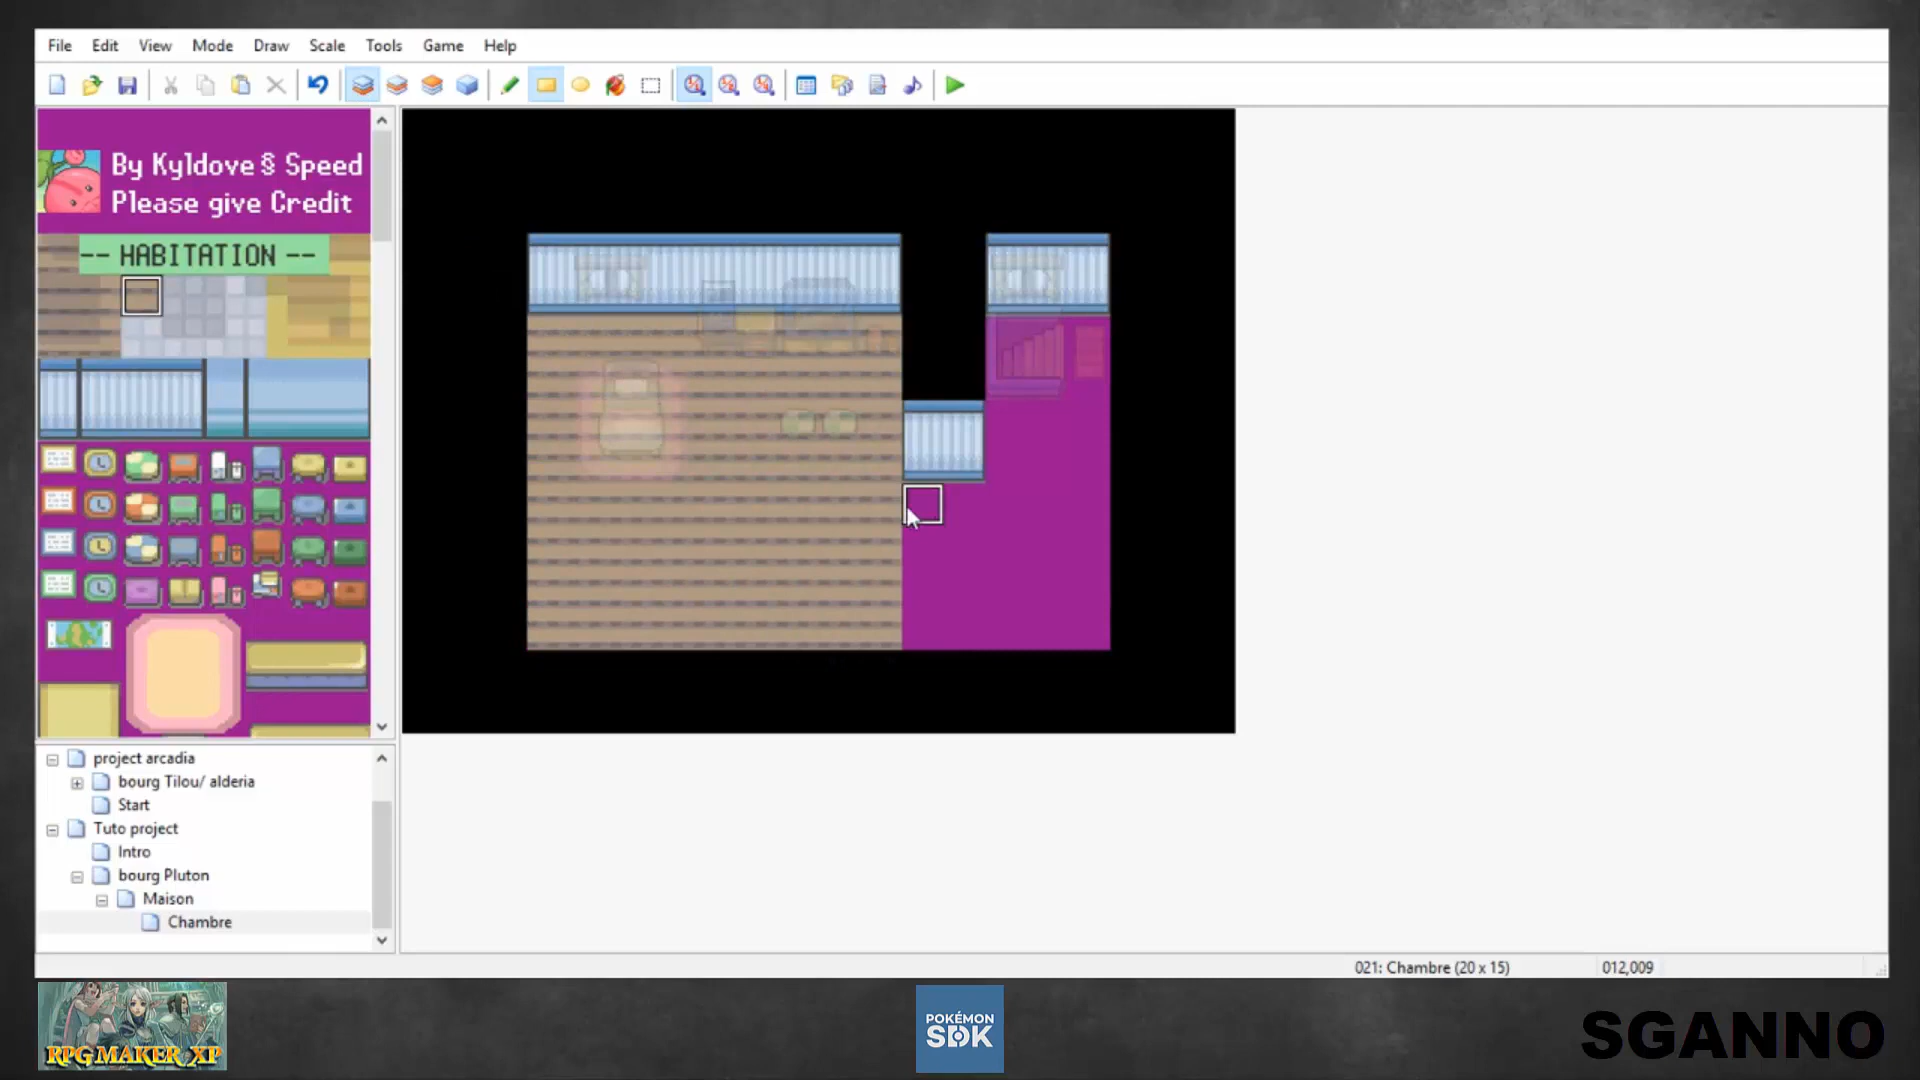 File Edit View Mode Draw Scale Tools Game Help
By Kyldove § Speed
Please give Credit
-- HABITATION --
project arcadia
bourg Tilou/ alderia
Start
Tuto project
Intro
bourg Pluton
Maison
Chambre
021: Chambre (20 x 15) 012,009
RPG MAKER XP
POKÉMON
SDK
SGANNO